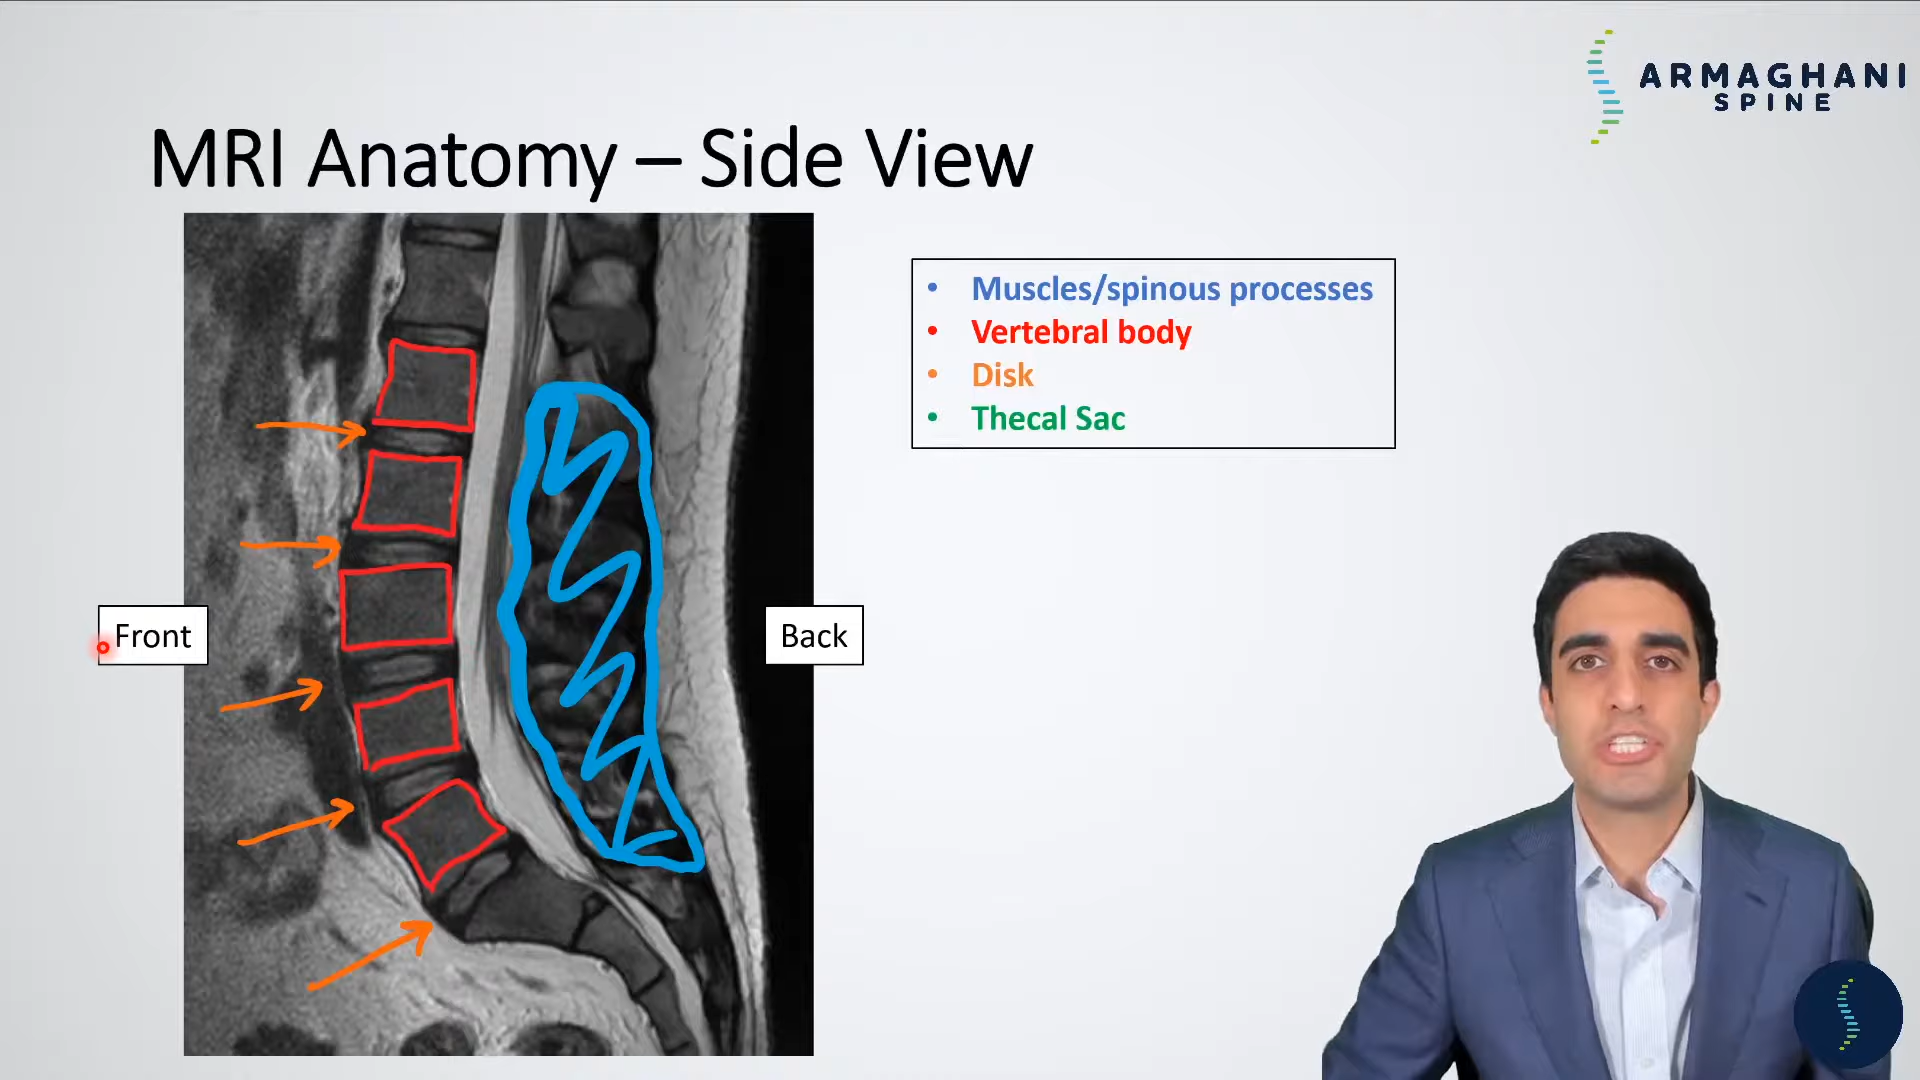 ARMAGHANI
SPINE
MRI Anatomy – Side View
• Muscles/spinous processes
• Vertebral body
• Disk
• Thecal Sac
Front
Back